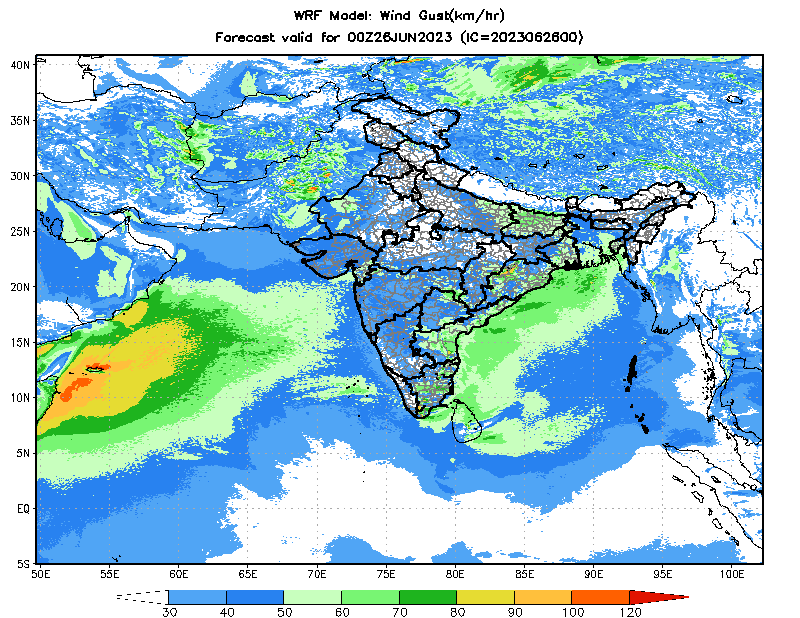 WRF Model: Wind Gust(km/hr)
Forecast valid for 00Z26JUN2023 (IC=2023062600)
40N
35N
30N
25N
20N
15N
10N
5N
EQ
5S
50E 55E 60E 65E 70E 75E 80E 85E 90E 95E 100E
30 40 50 60 70 80 90 100 120